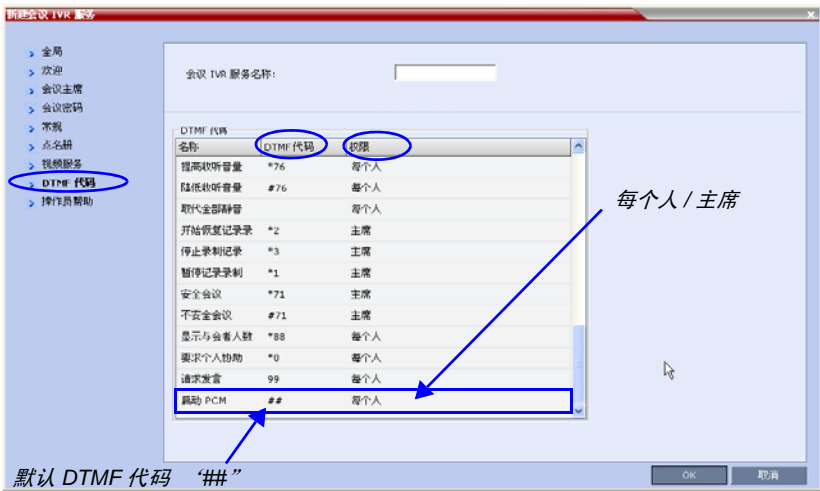 新建会议 IVR 服务
全局
欢迎
会议主席
会议密码
常规
点名册
视频服务
DTMF 代码
操作员帮助
会议 IVR 服务名称:
DTMF 代码
名称 DTMF 代码 权限
提高收听音量 *76 每个人
降低收听音量 #76 每个人
取代全部静音 每个人
开始恢复记录录 *2 主席
停止录制记录 *3 主席
暂停记录录制 *1 主席
安全会议 *71 主席
不安全会议 #71 主席
显示与会者人数 *88 每个人
要求个人协助 *0 每个人
请求发言 99 每个人
启动 PCM ## 每个人
每个人 / 主席
默认 DTMF 代码 ‘##”
OK 取消